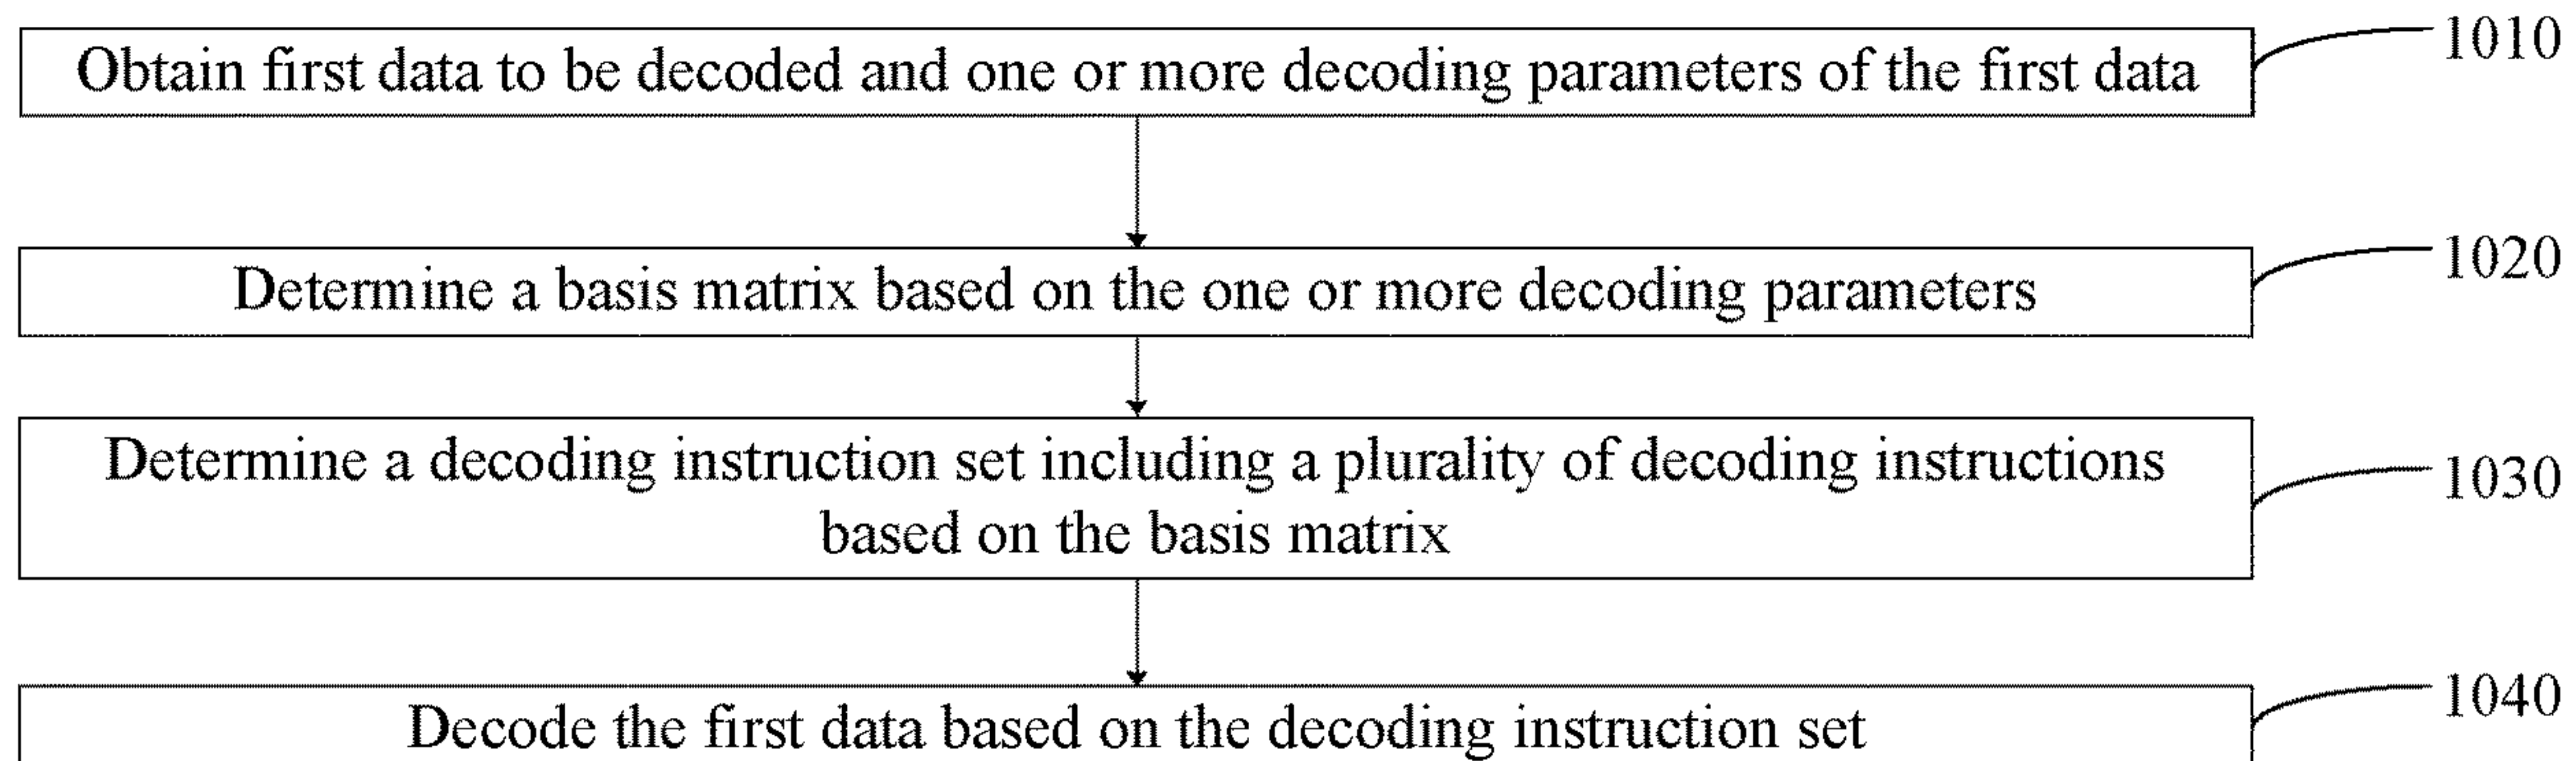 Obtain first data to be decoded and one or more decoding parameters of the first data
1010
Determine a basis matrix based on the one or more decoding parameters
1020
Determine a decoding instruction set including a plurality of decoding instructions
based on the basis matrix
1030
Decode the first data based on the decoding instruction set
1040